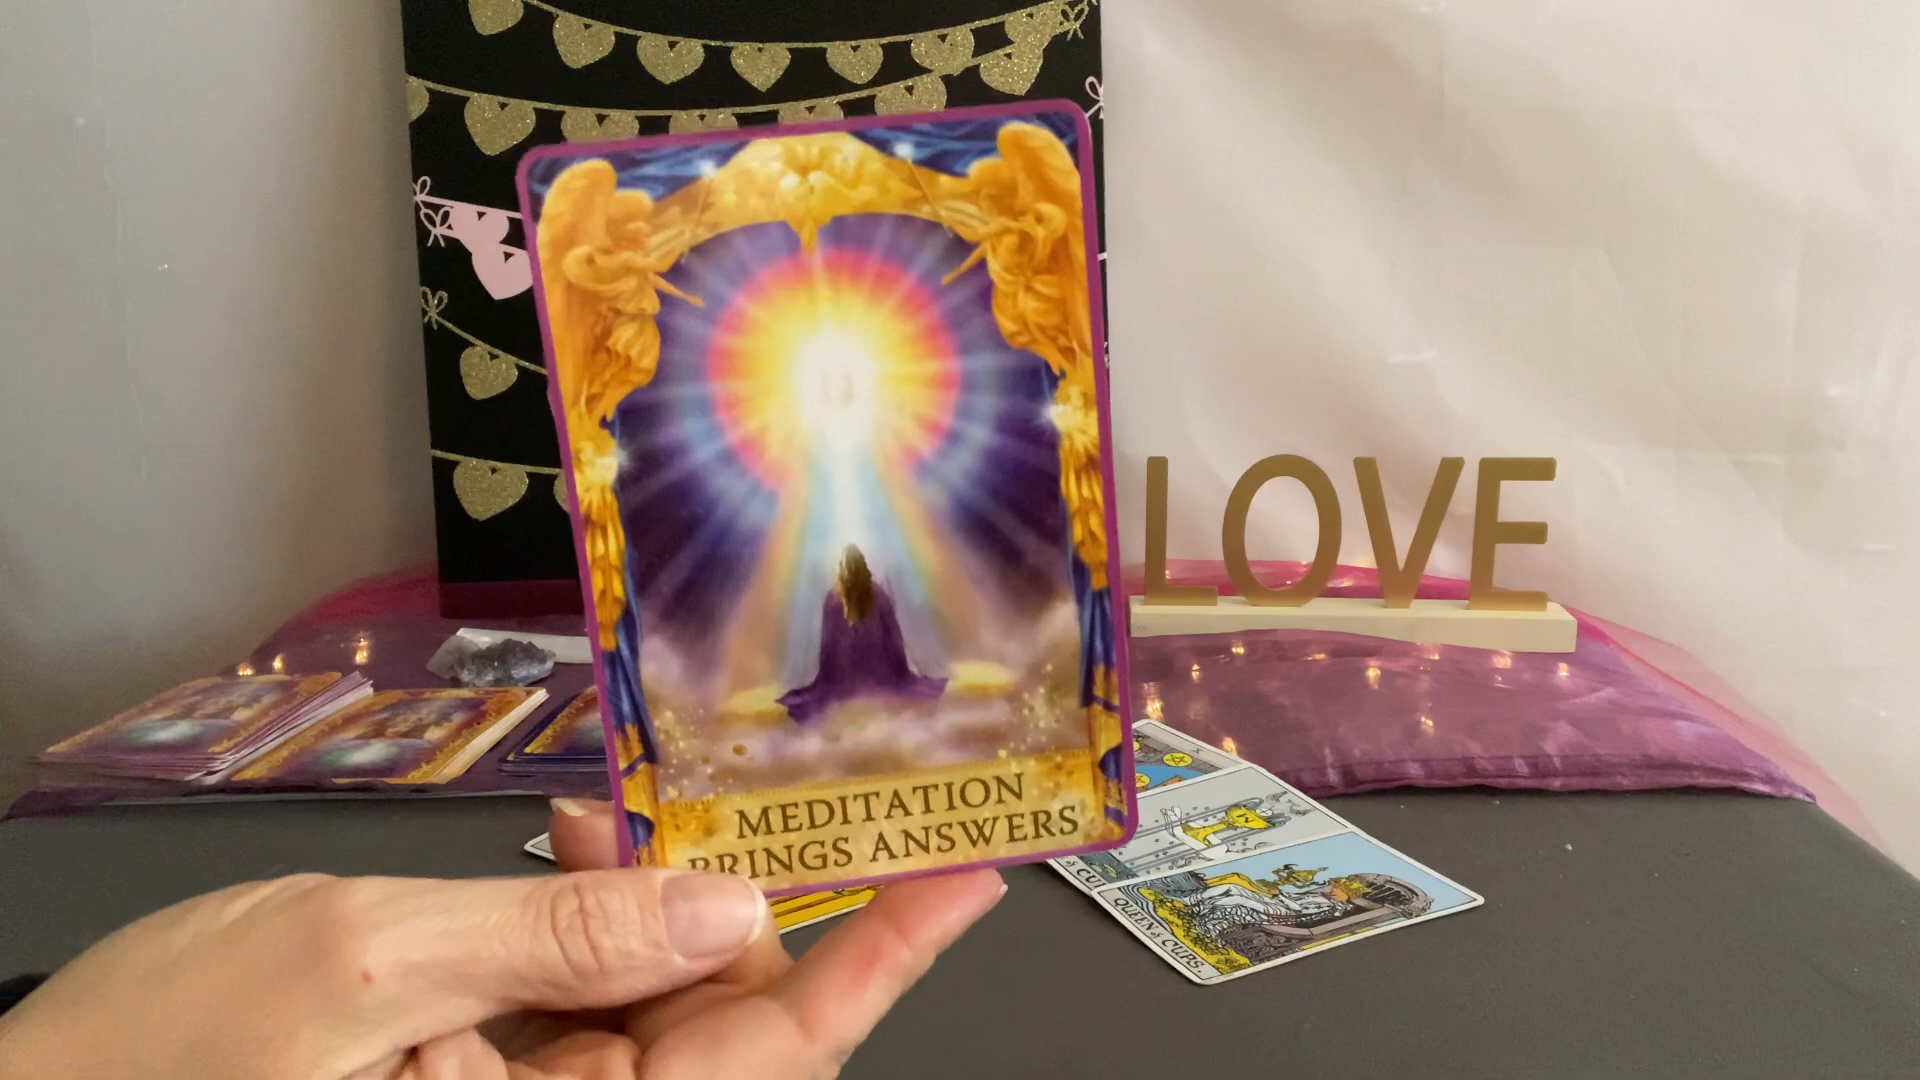 MEDITATION
BRINGS ANSWERS
LOVE
X
QUEEN of CUPS.